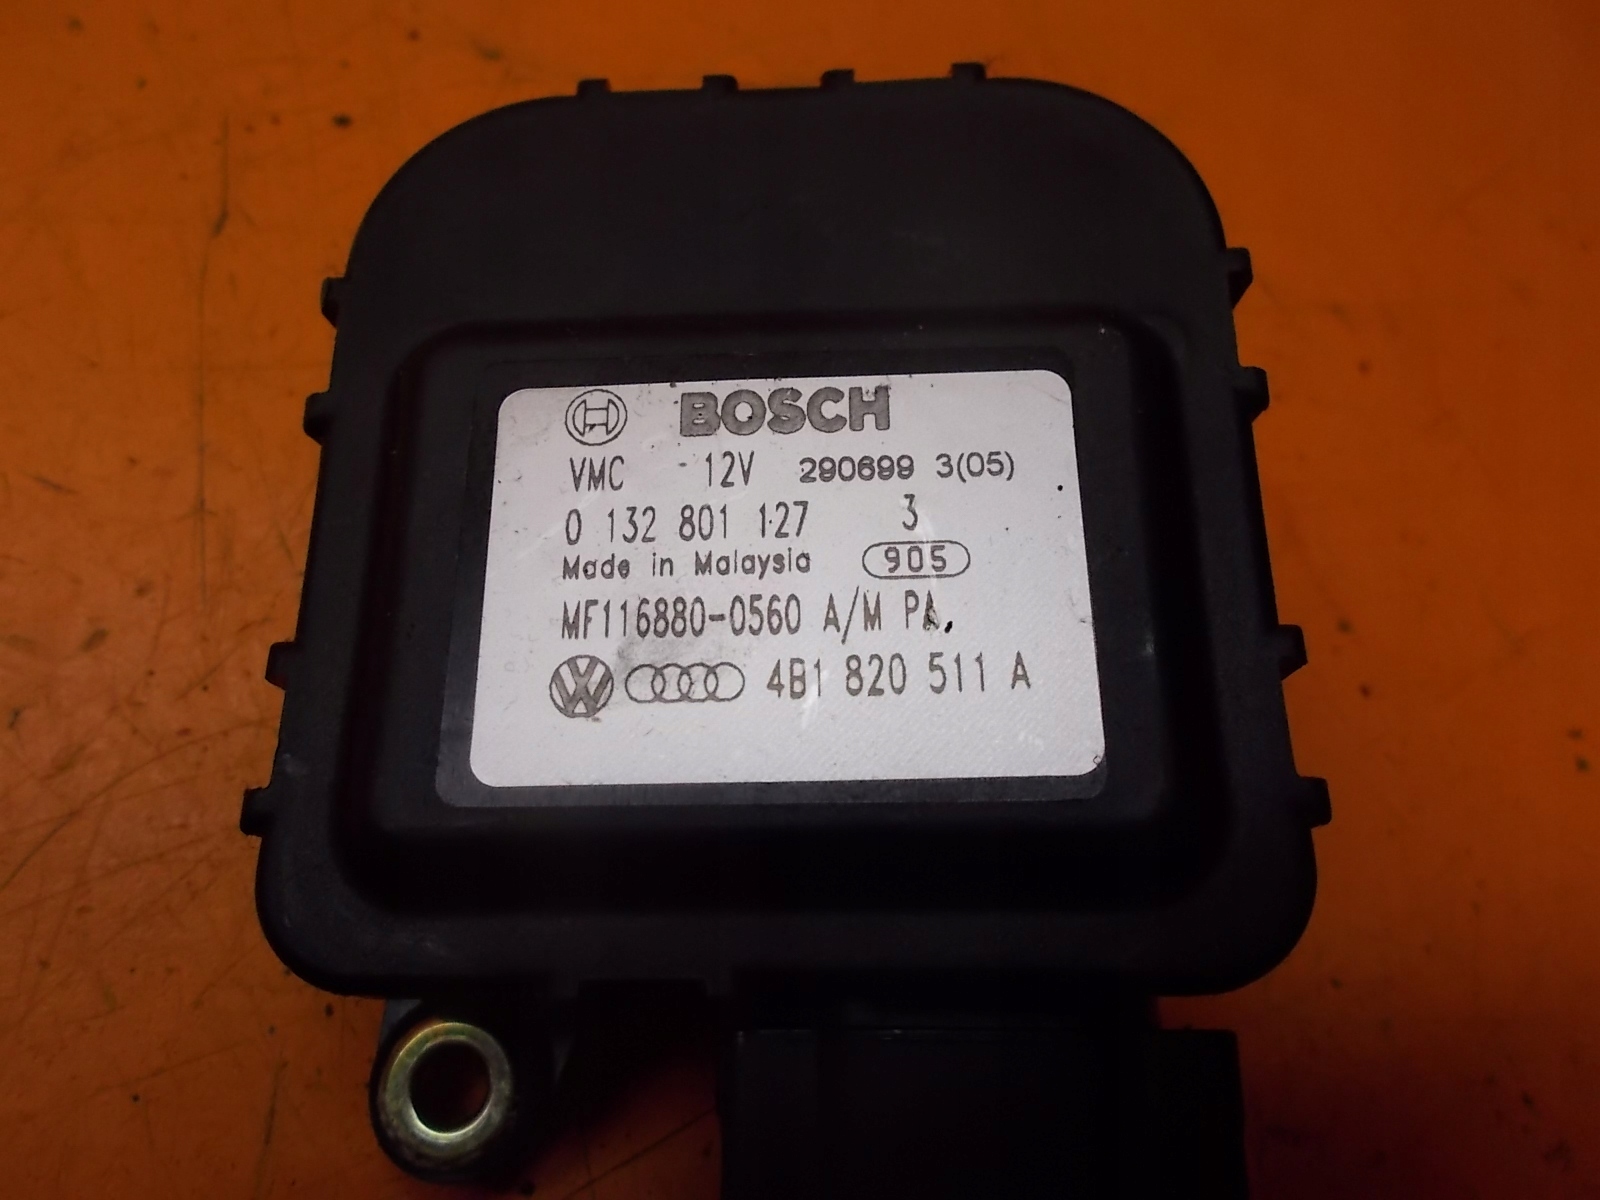 BOSCH
VMC - 12V 290699 3(05)
0 132 801 127 3
Made in Malaysia 905
MF116880-0560 A/M PA.
VW 4B1 820 511 A